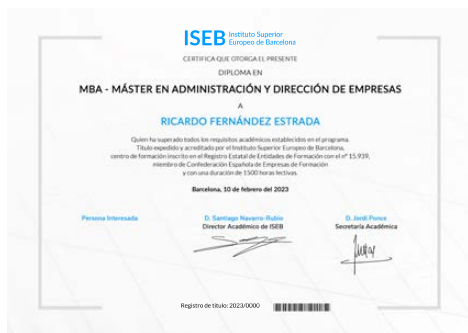 ISEB Instituto Superior
Europeo de Barcelona
CERTIFICA QUE OTORGA EL PRESENTE
DIPLOMA EN
MBA - MÁSTER EN ADMINISTRACIÓN Y DIRECCIÓN DE EMPRESAS
A
RICARDO FERNÁNDEZ ESTRADA
Quien ha superado todos los requisitos académicos establecidos en el programa.
Título expedido y acreditado por el Instituto Superior Europeo de Barcelona,
centro de formación inscrito en el Registro Estatal de Entidades de Formación con el nº 15.939,
miembro de Confederación Española de Empresas de Formación
y con una duración de 1500 horas lectivas.
Barcelona, 10 de febrero del 2023
Persona Interesada D. Santiago Navarro-Rubio D. Jordi Ponce
Director Académico de ISEB Secretaría Académica
Registro de título: 2023/0000